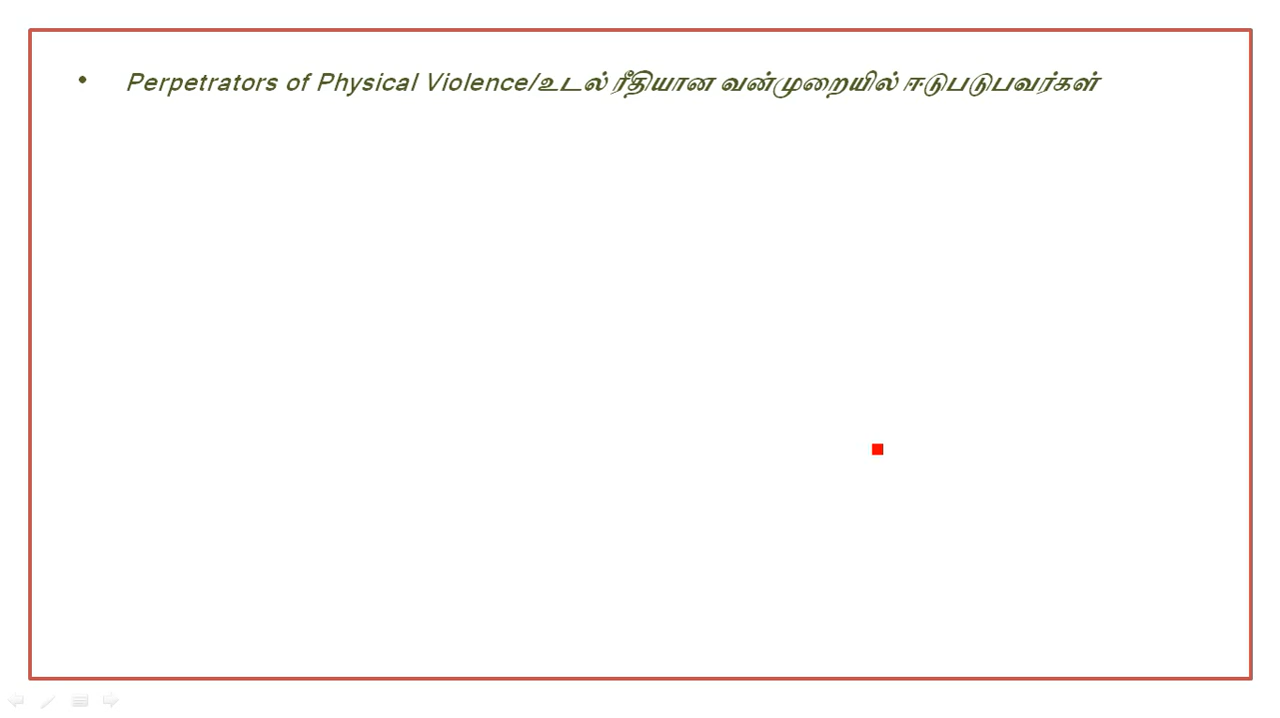 • Perpetrators of Physical Violence/உடல் ரீதியான வன்முறையில் ஈடுபடுபவர்கள்